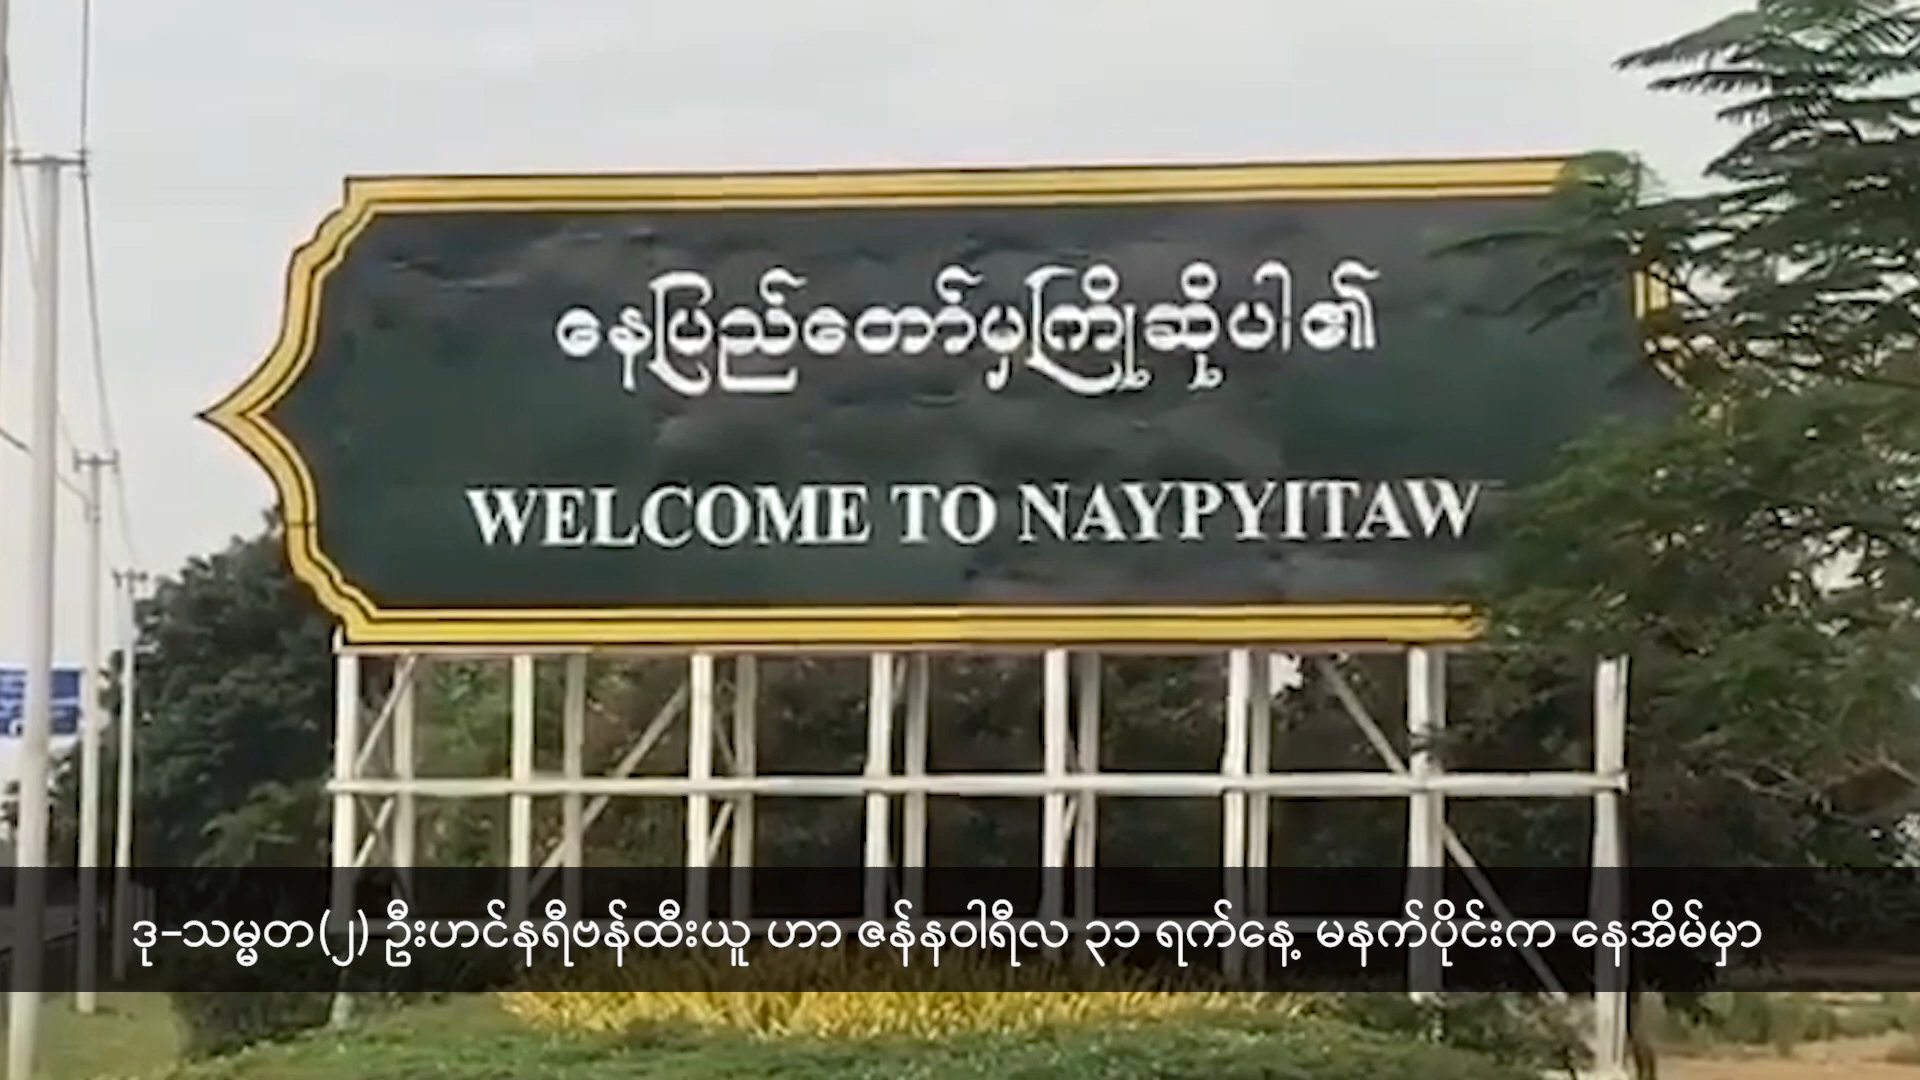 နေပြည်တော်မှကြိုဆိုပါ၏
WELCOME TO NAYPYITAW
ဒု-သမ္မတ(၂) ဦးဟင်နရီဗန်ထီးယူ ဟာ ဇန်နဝါရီလ ၃၁ ရက်နေ့ မနက်ပိုင်းက နေအိမ်မှာ